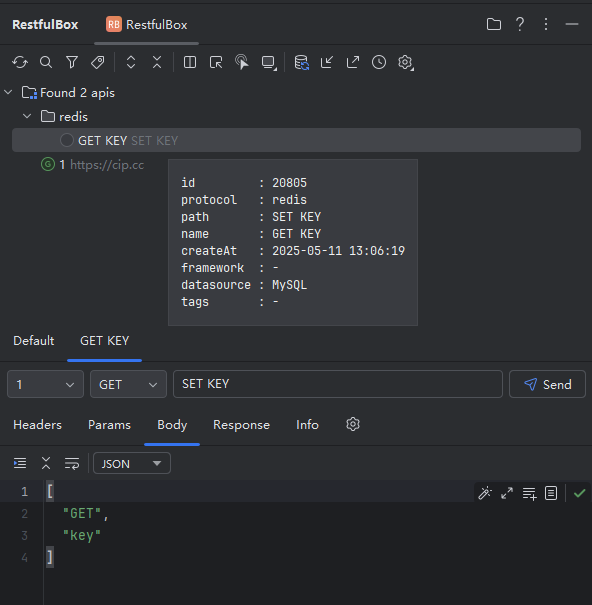 RestfulBox
RB RestfulBox
Found 2 apis
redis
GET KEY SET KEY
G 1 https://cip.cc
id : 20805
protocol : redis
path : SET KEY
name : GET KEY
createAt : 2025-05-11 13:06:19
framework : -
datasource : MySQL
tags : -
Default GET KEY
1 GET SET KEY Send
Headers Params Body Response Info
JSON
1 [
2 "GET",
3 "key"
4 ]